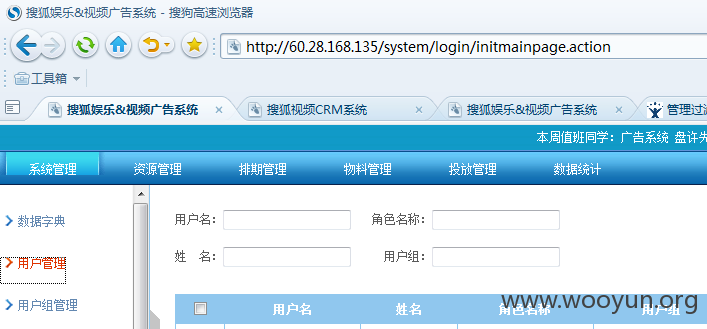 搜狐娱乐&视频广告系统 - 搜狗高速浏览器
http://60.28.168.135/system/login/initmainpage.action
工具箱
搜狐娱乐&视频广告系统 × 搜狐视频CRM系统 × 搜狐娱乐&视频广告系统 × 管理过滤
本周值班同学：广告系统 盘许先
系统管理 资源管理 排期管理 物料管理 投放管理 数据统计
数据字典
用户管理
用户组管理
用户名： 角色名称：
姓 名： 用户组：
用户名 姓名 角色名称 用户组
www.wooyun.org